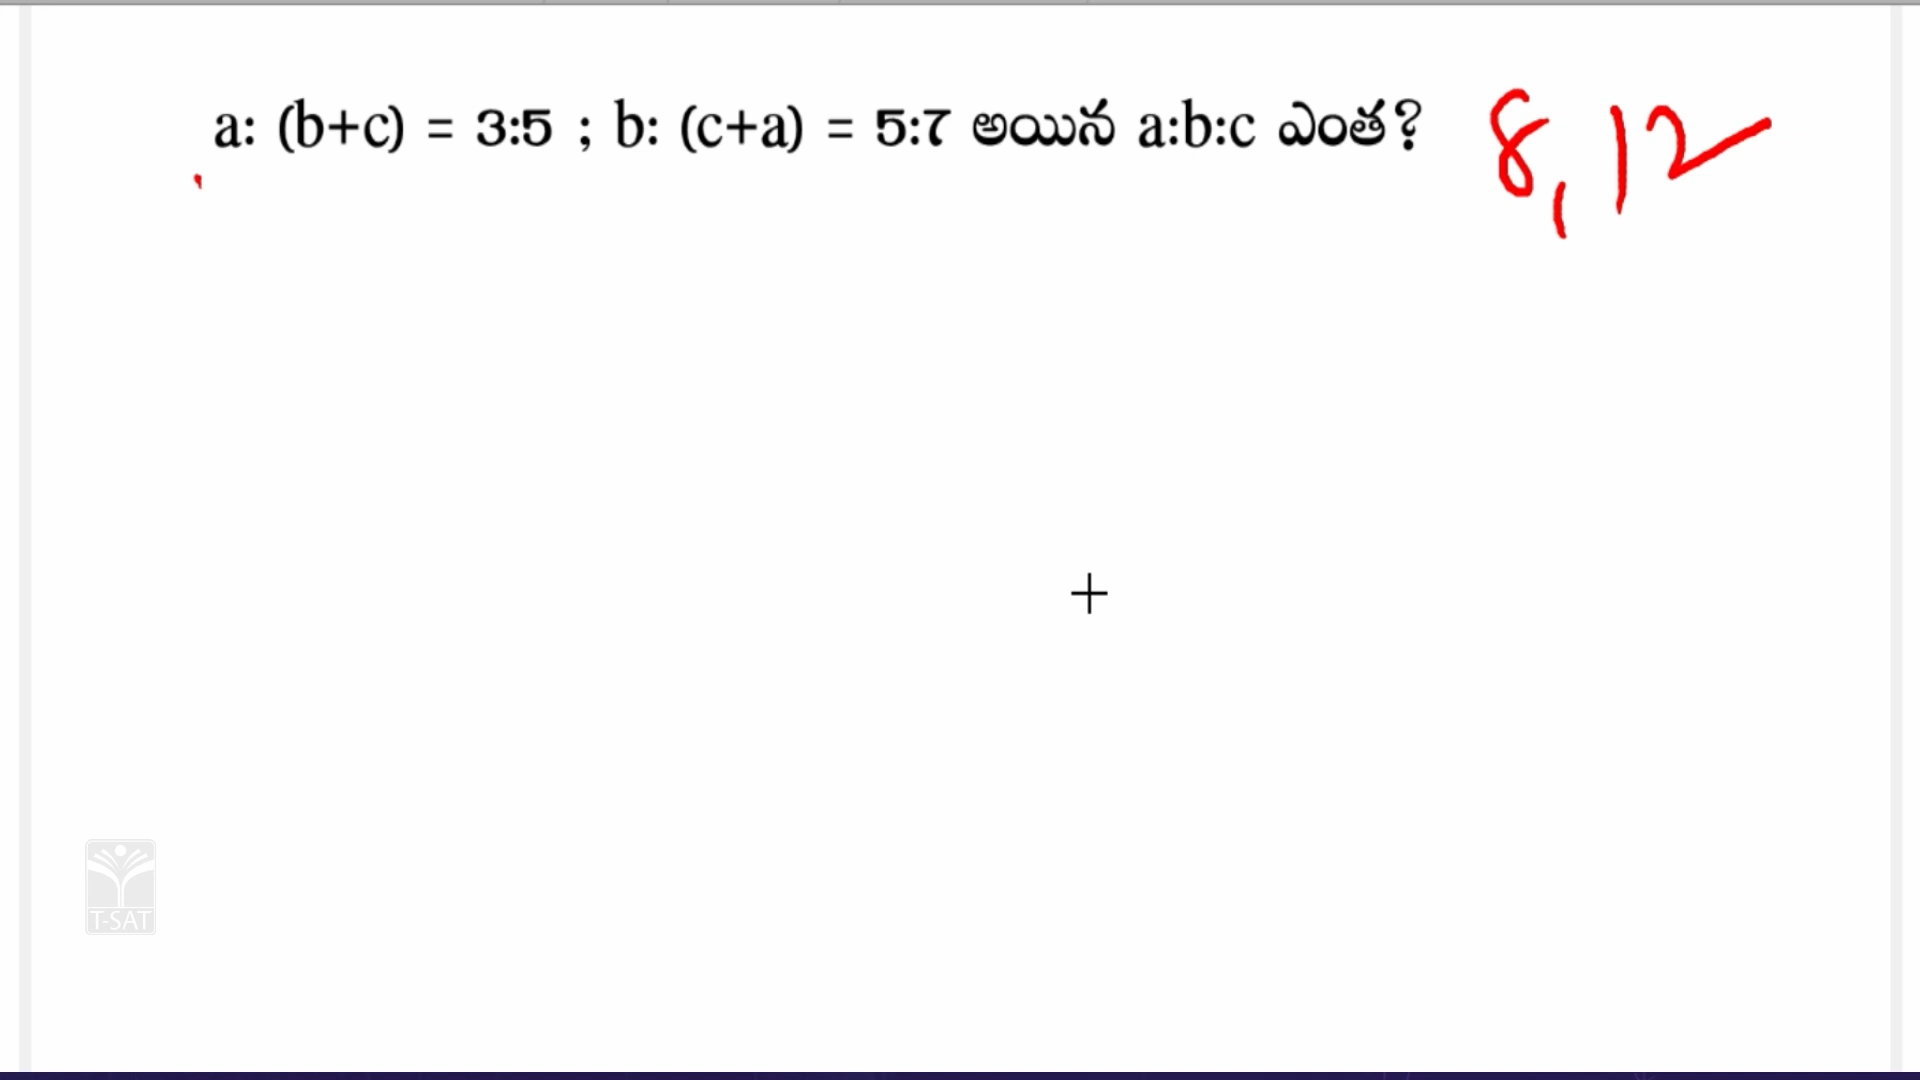 a: (b+c) = 3:5 ; b: (c+a) = 5:7 అయిన a:b:c ఎంత? 8, 12
T-SAT